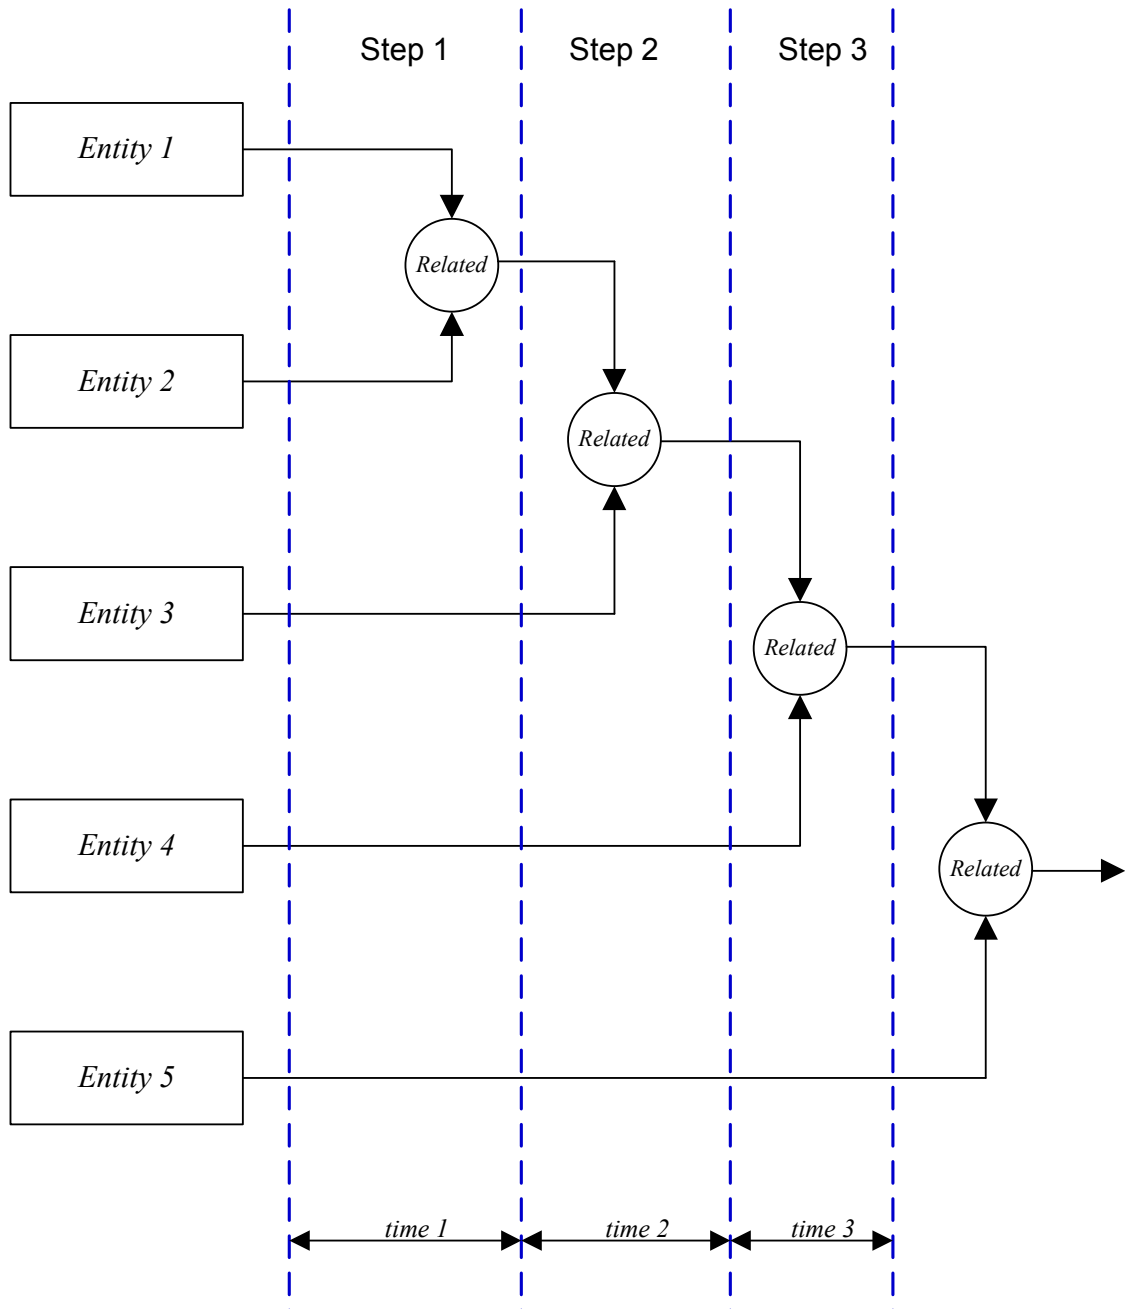 Step 1
Step 2
Step 3
Entity 1
Related
Entity 2
Related
Entity 3
Related
Entity 4
Related
Entity 5
time 1
time 2
time 3